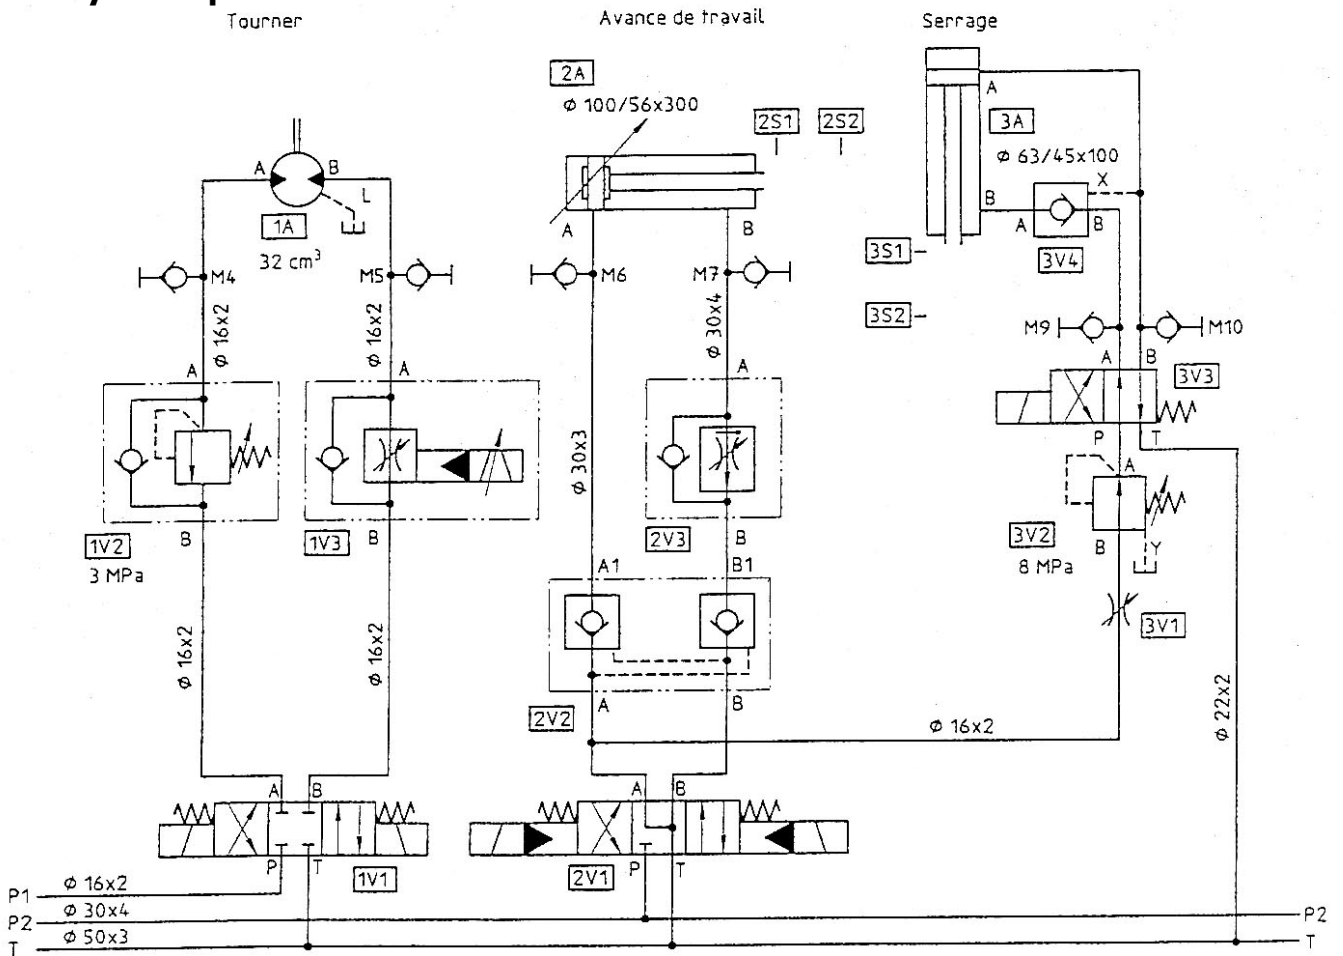 Tourner
Avance de travail
Serrage
2A
Φ 100/56x300
2S1
2S2
A
3A
Φ 63/45x100
A
B
L
1A
32 cm³
A
B
X
B
A
B
3V4
3S1
3S2
M4
M5
M6
M7
M9
M10
Φ 16x2
Φ 16x2
Φ 30x3
Φ 30x4
A
A
A
A
B
3V3
P
T
1V2
3 MPa
B
1V3
B
2V3
B
A
3V2
8 MPa
B
Y
3V1
A1
B1
Φ 16x2
Φ 16x2
A
B
2V2
Φ 16x2
Φ 22x2
A
B
A
B
P
T
1V1
2V1
P
T
P1
Φ 16x2
P2
Φ 30x4
P2
T
Φ 50x3
T